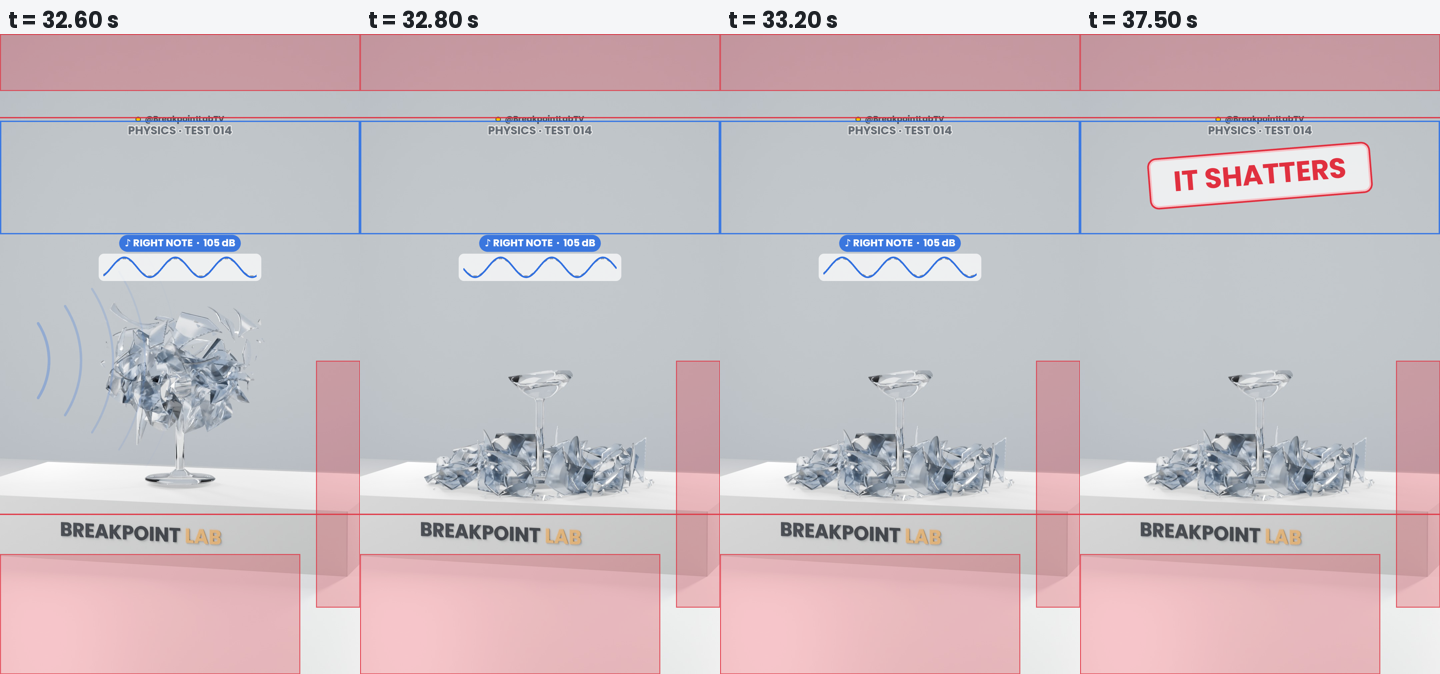 t = 32.60 s
t = 32.80 s
t = 33.20 s
t = 37.50 s
@BreakpointLabTV
@BreakpointLabTV
@BreakpointLabTV
@BreakpointLabTV
PHYSICS · TEST 014
PHYSICS · TEST 014
PHYSICS · TEST 014
PHYSICS · TEST 014
IT SHATTERS
♪ RIGHT NOTE · 105 dB
♪ RIGHT NOTE · 105 dB
♪ RIGHT NOTE · 105 dB
BREAKPOINT LAB
BREAKPOINT LAB
BREAKPOINT LAB
BREAKPOINT LAB